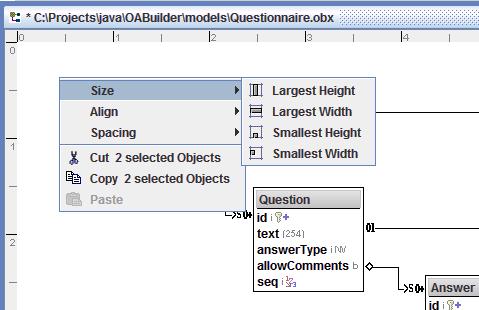 * C:\Projects\java\OABuilder\models\Questionnaire.obx
0 1 2 3 4
1
2
Size
Align
Spacing
Cut 2 selected Objects
Copy 2 selected Objects
Paste
Largest Height
Largest Width
Smallest Height
Smallest Width
Question
id i
text (254)
answerType i NV
allowComments b
seq i
Answer
id i